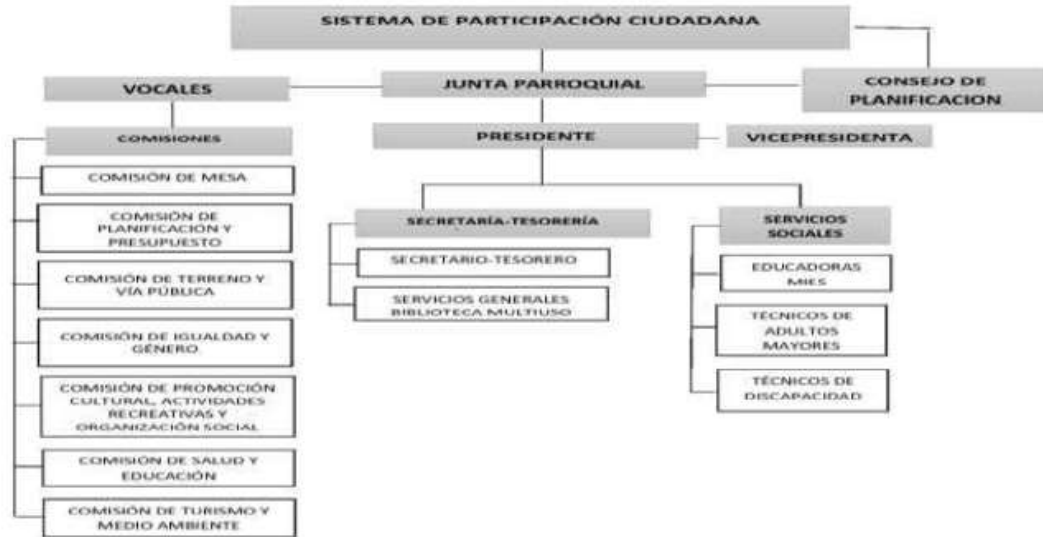 SISTEMA DE PARTICIPACIÓN CIUDADANA
VOCALES
JUNTA PARROQUIAL
CONSEJO DE
PLANIFICACION
COMISIONES
PRESIDENTE
VICEPRESIDENTA
COMISIÓN DE MESA
COMISIÓN DE
PLANIFICACIÓN Y
PRESUPUESTO
COMISIÓN DE TERRENO Y
VÍA PÚBLICA
COMISIÓN DE IGUALDAD Y
GÉNERO
COMISIÓN DE PROMOCIÓN
CULTURAL, ACTIVIDADES
RECREATIVAS Y
ORGANIZACIÓN SOCIAL
COMISIÓN DE SALUD Y
EDUCACIÓN
COMISIÓN DE TURISMO Y
MEDIO AMBIENTE
SECRETARÍA-TESORERÍA
SECRETARIO-TESORERO
SERVICIOS GENERALES
BIBLIOTECA MULTIUSO
SERVICIOS
SOCIALES
EDUCADORAS
MIES
TÉCNICOS DE
ADULTOS
MAYORES
TÉCNICOS DE
DISCAPACIDAD